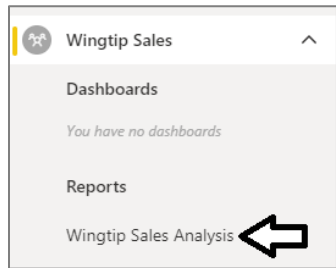 Wingtip Sales
Dashboards
You have no dashboards
Reports
Wingtip Sales Analysis